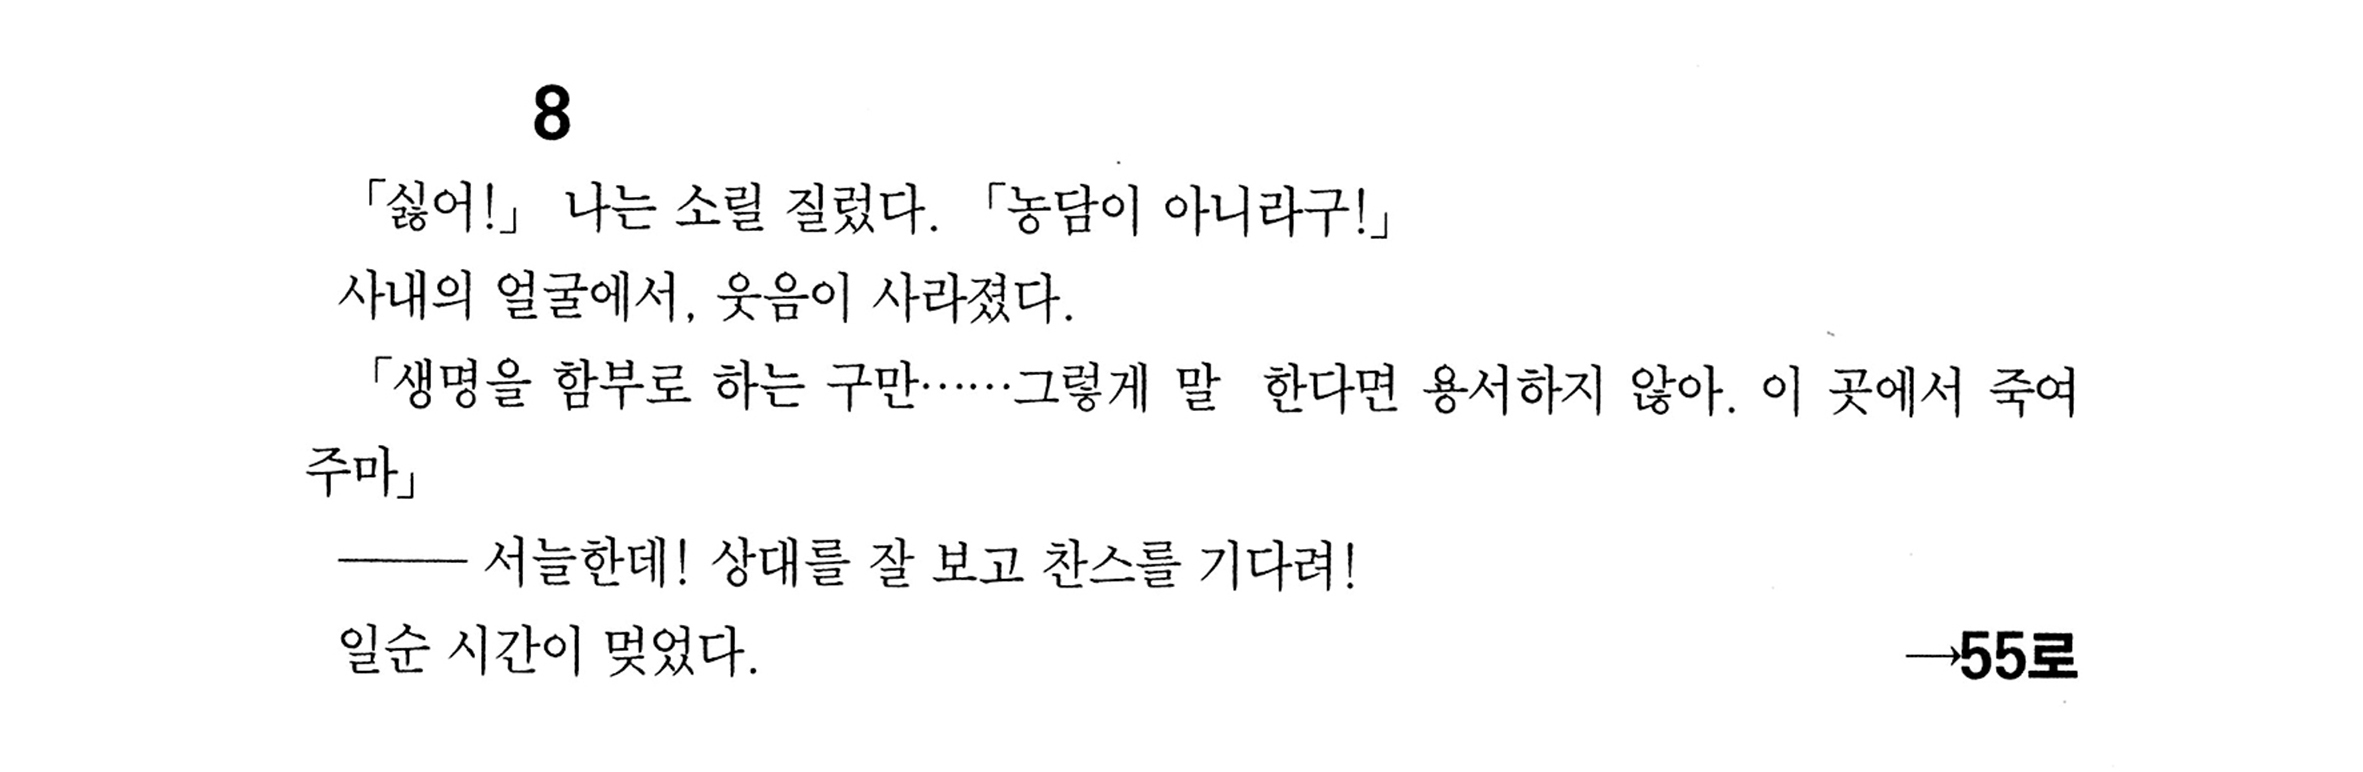 8
「싫어!」 나는 소릴 질렀다. 「농담이 아니라구!」
사내의 얼굴에서, 웃음이 사라졌다.
「생명을 함부로 하는 구만……그렇게 말 한다면 용서하지 않아. 이 곳에서 죽여
주마」
—— 서늘한데! 상대를 잘 보고 찬스를 기다려!
일순 시간이 멎었다. →55로